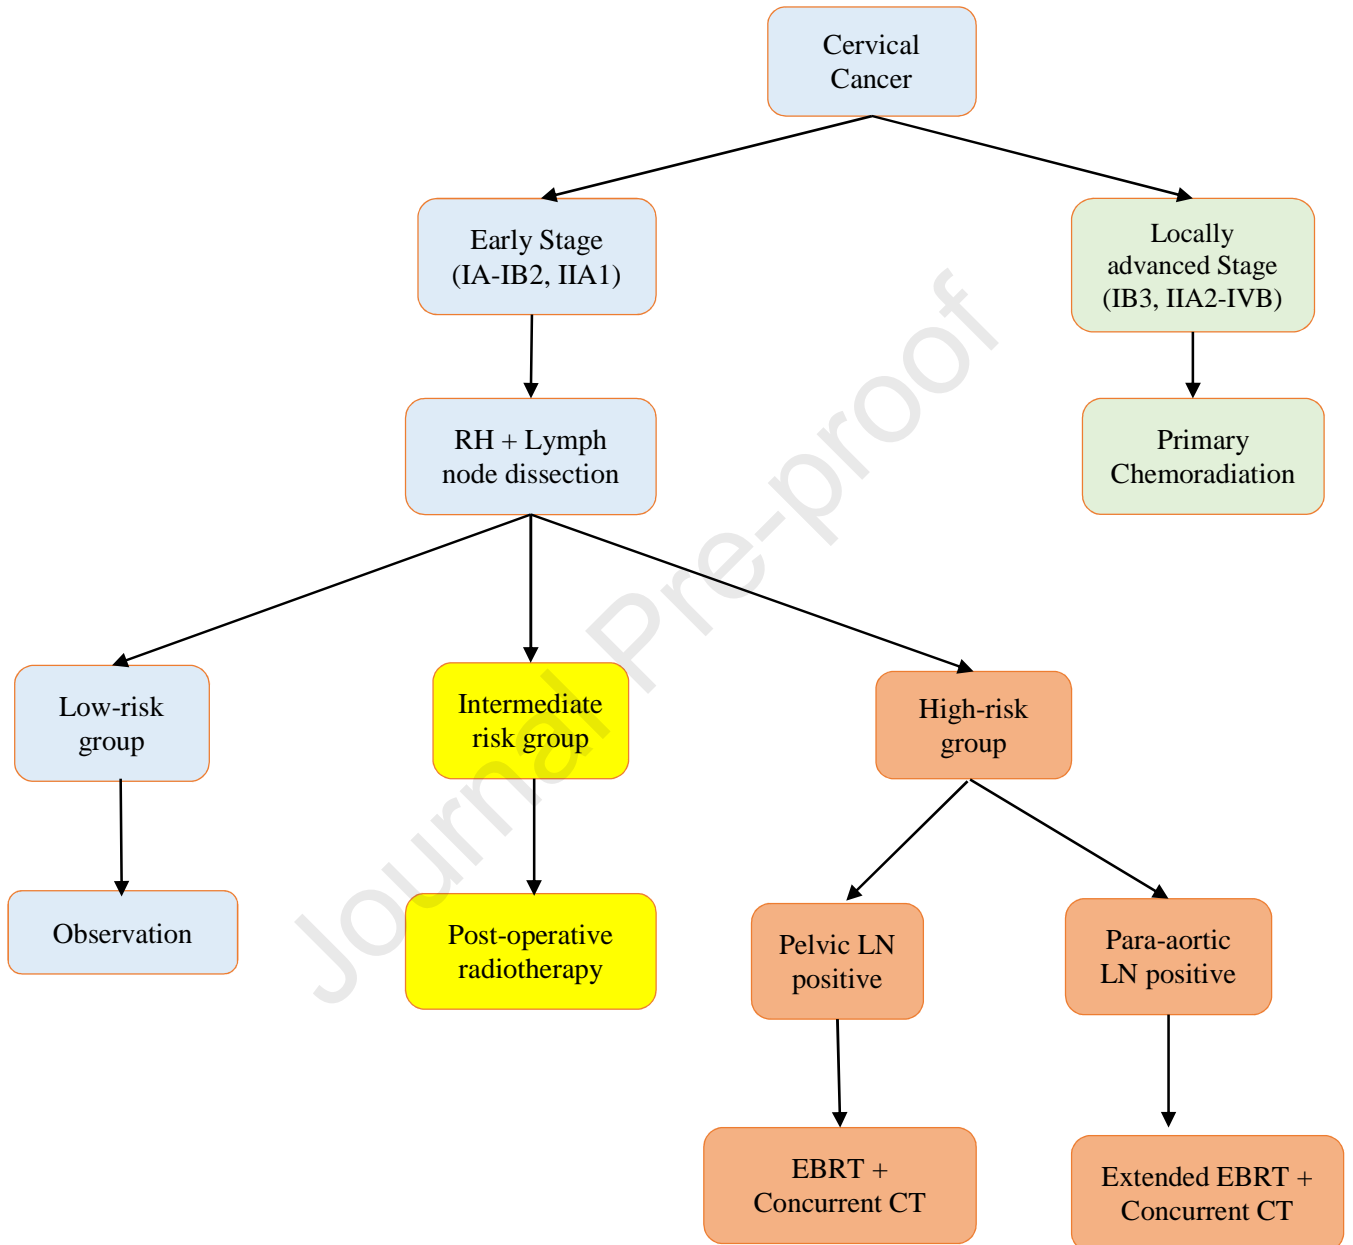 Cervical
Cancer
Early Stage
(IA-IB2, IIA1)
Locally
advanced Stage
(IB3, IIA2-IVB)
RH + Lymph
node dissection
Primary
Chemoradiation
Low-risk
group
Intermediate
risk group
High-risk
group
Observation
Post-operative
radiotherapy
Pelvic LN
positive
Para-aortic
LN positive
EBRT +
Concurrent CT
Extended EBRT +
Concurrent CT
Journal Pre-proof